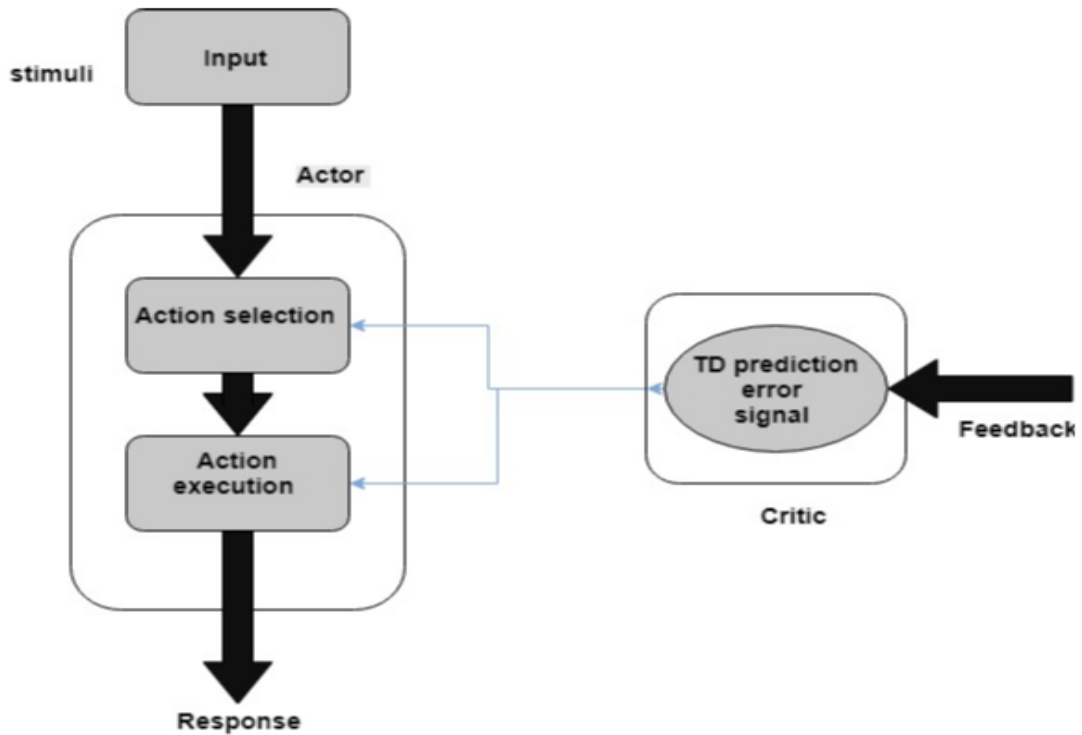 Input
stimuli
Actor
Action selection
TD prediction
error
signal
Feedback
Action
execution
Critic
Response